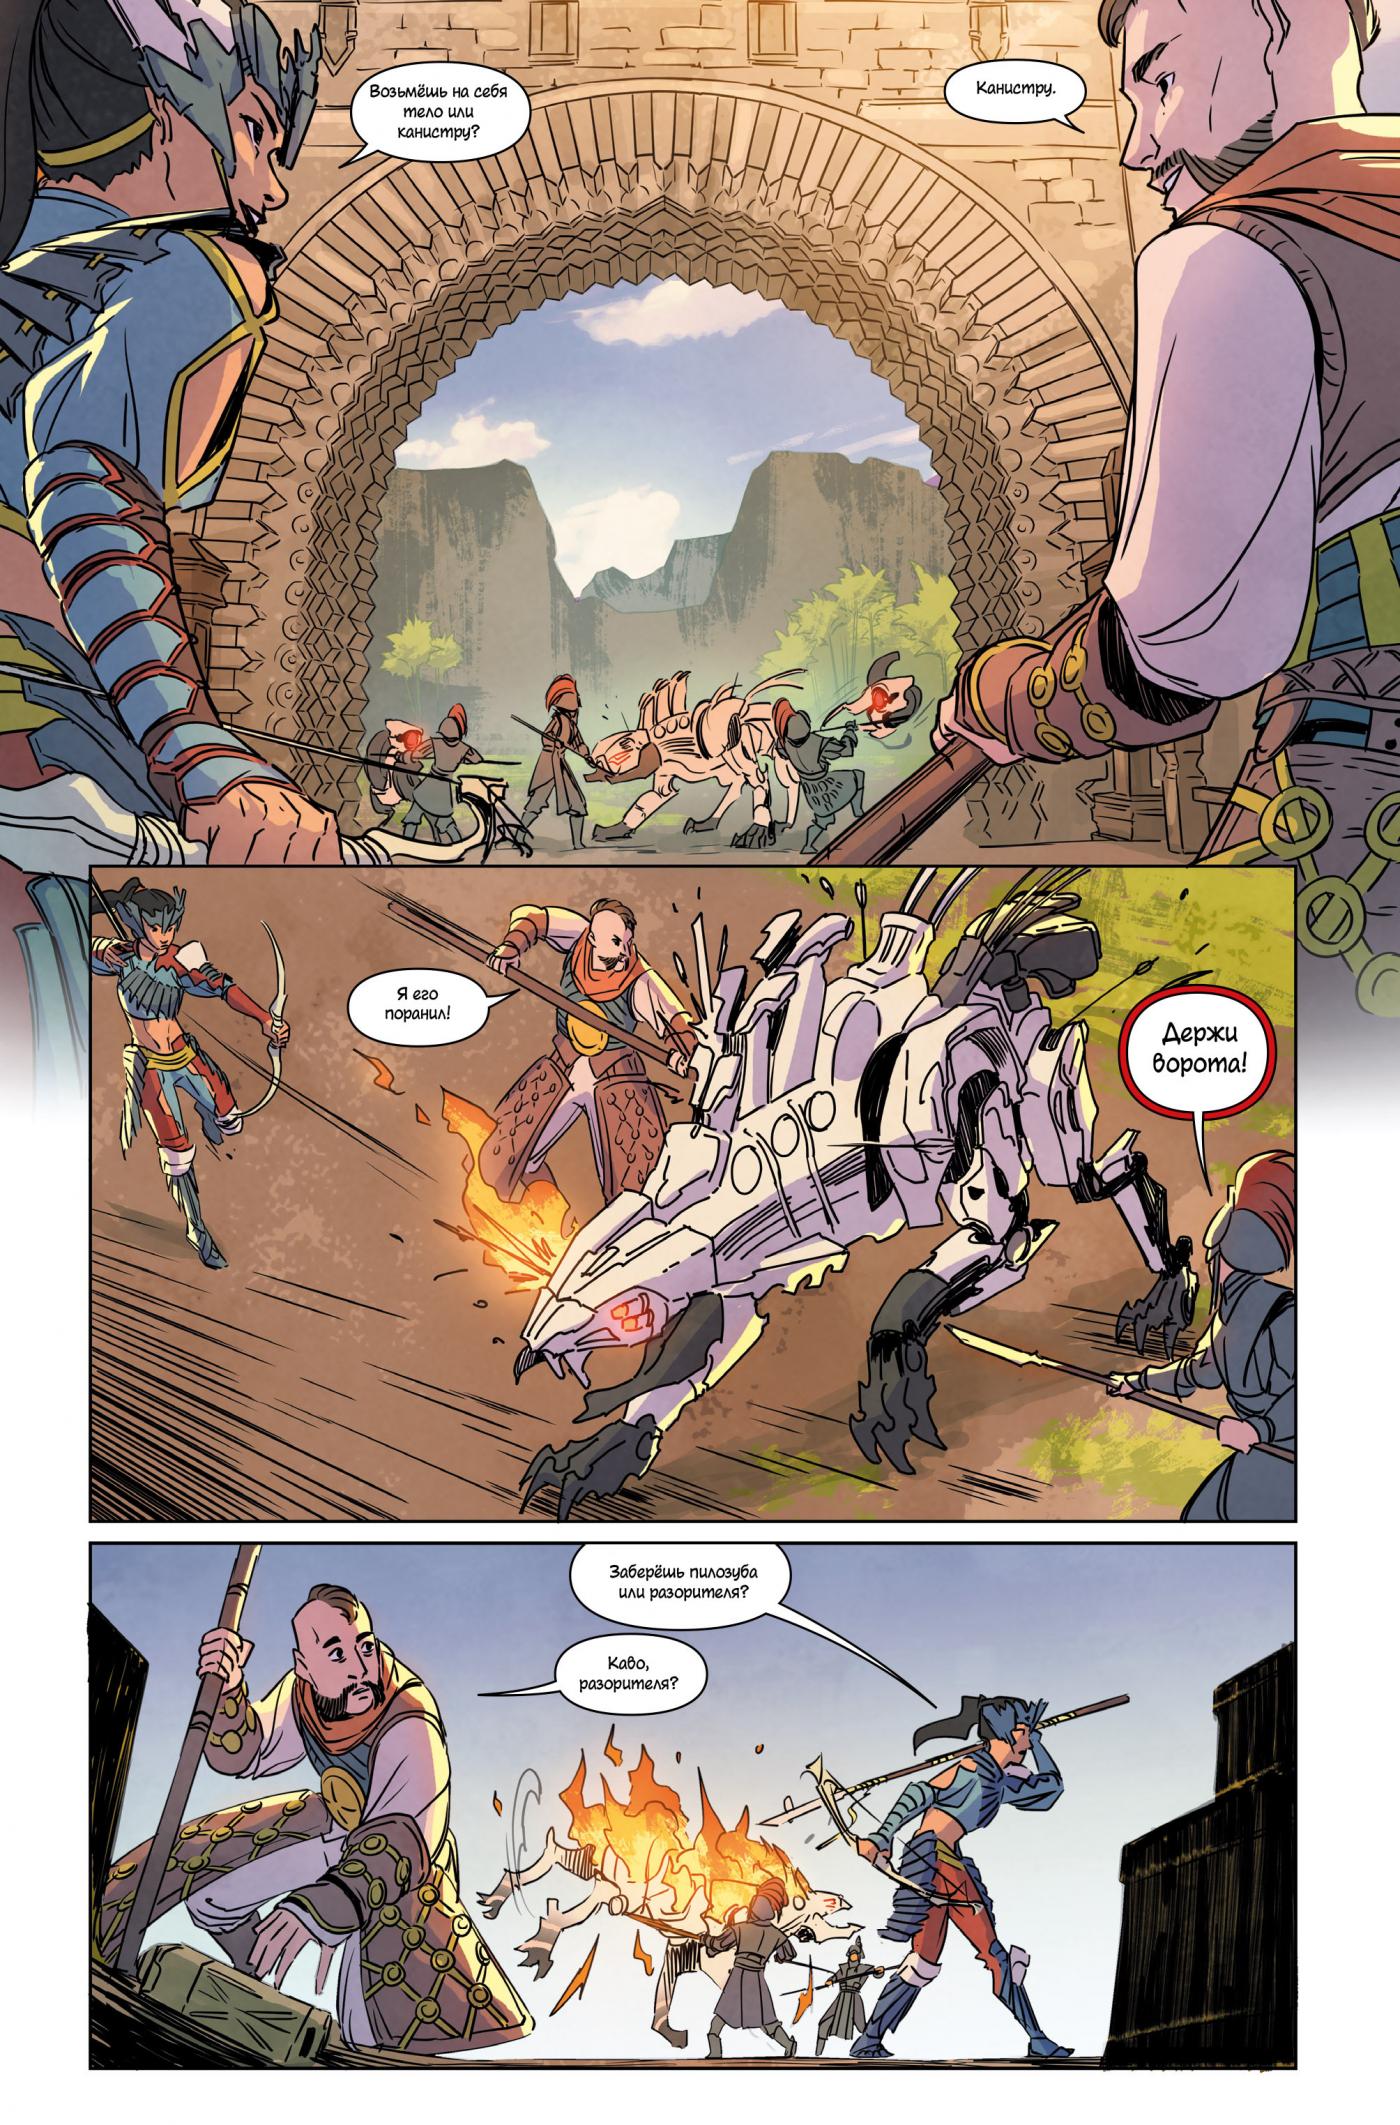 Возьмёшь на себя
тело или
канистру?
Канистру.
Я его
поранил!
Держи
ворота!
Заберёшь пилозуба
или разорителя?
Каво,
разорителя?